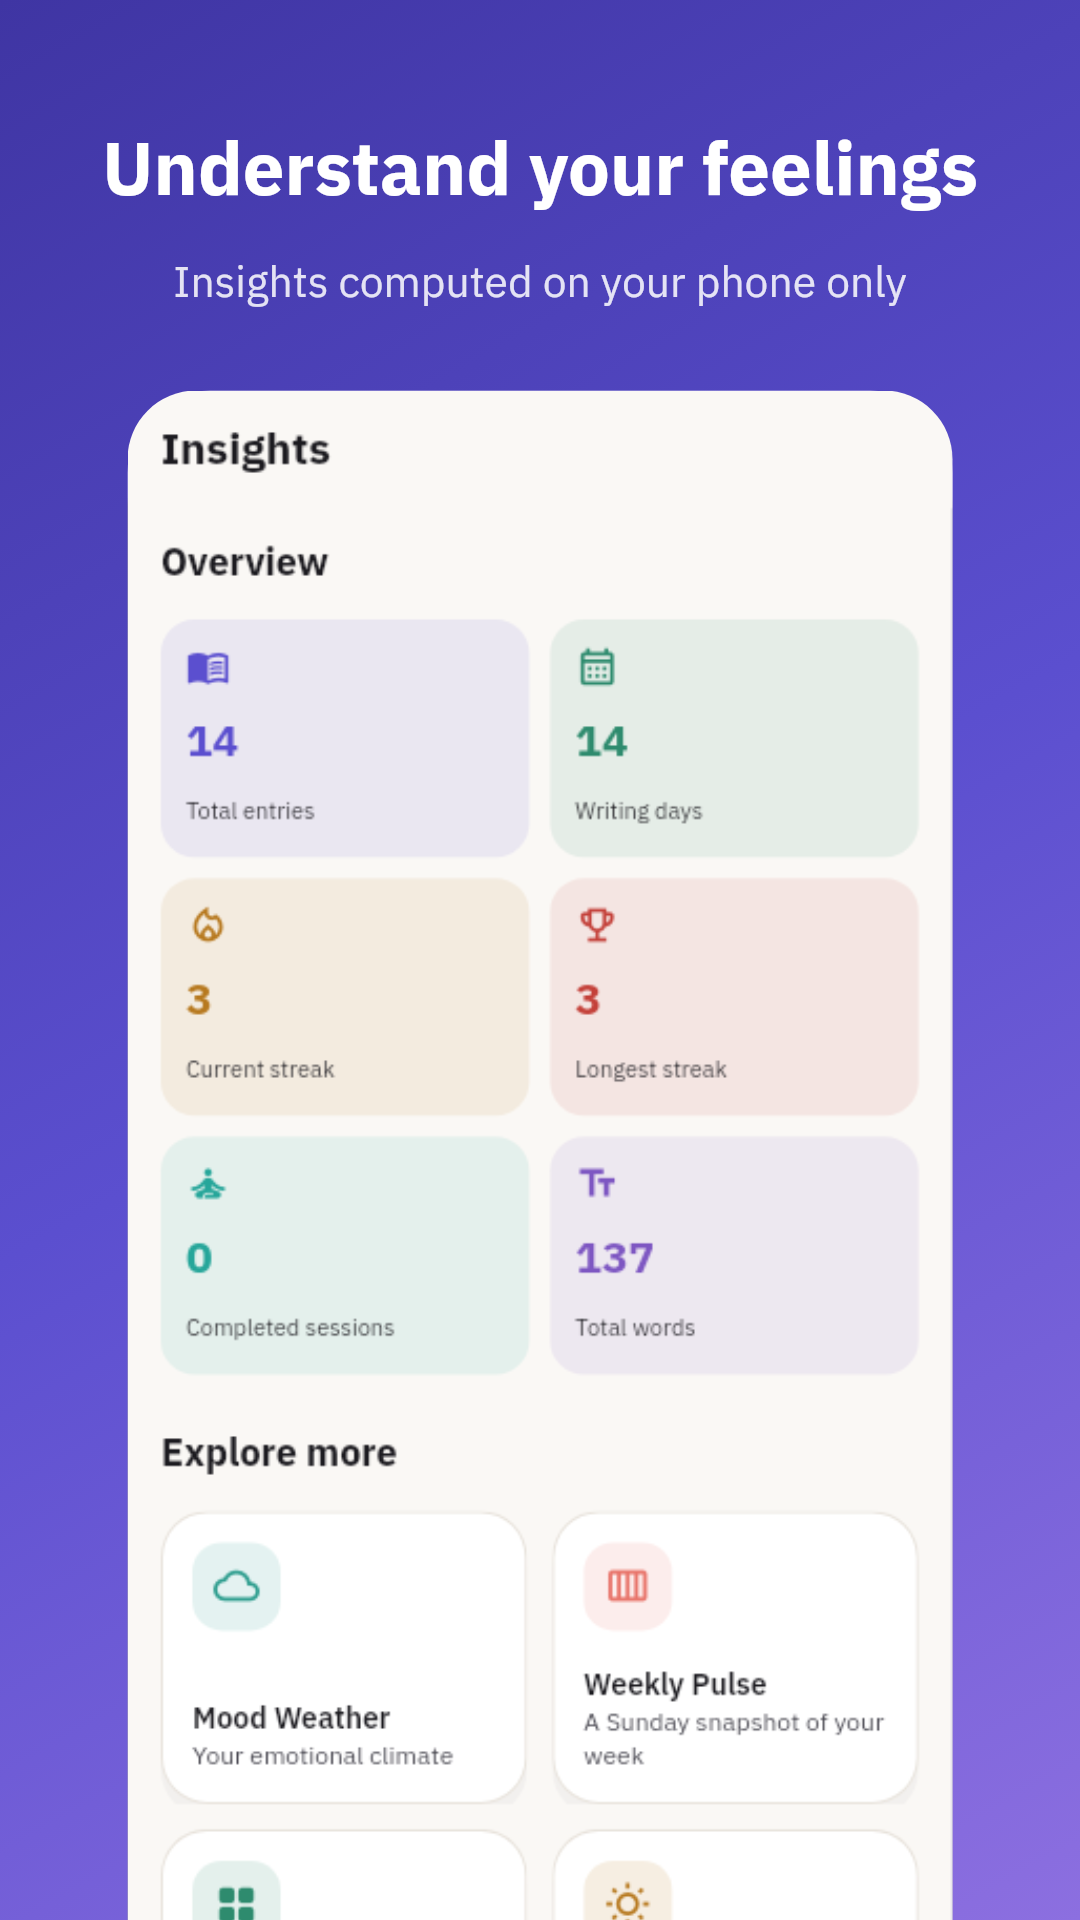 Understand your feelings
Insights computed on your phone only
Insights
Overview
14
Total entries
14
Writing days
3
Current streak
3
Longest streak
0
Completed sessions
137
Total words
Explore more
Mood Weather
Your emotional climate
Weekly Pulse
A Sunday snapshot of your
week